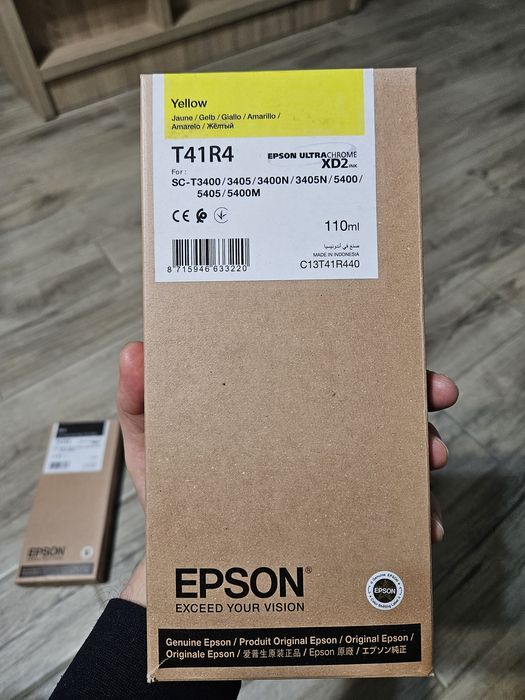 Yellow
Jaune / Gelb / Giallo / Amarillo /
Amarelo / Жёлтый
T41R4
EPSON ULTRACHROME
XD2 INK
For :
SC-T3400 / 3405 / 3400N / 3405N / 5400 /
5405 / 5400M
CE
110ml
صنع في أندونيسيا
MADE IN INDONESIA
8 715946 633220
C13T41R440
EPSON
EPSON®
EXCEED YOUR VISION
EPSON
Genuine Epson / Produit Original Epson / Original Epson /
Originale Epson / 爱普生原装正品 / Epson 原廠 / エプソン純正